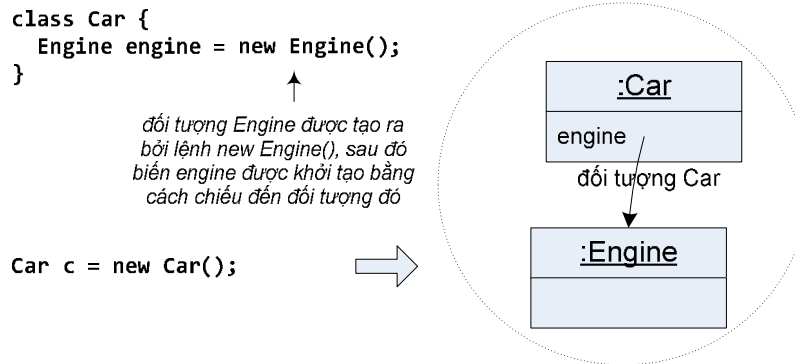 class Car {
Engine engine = new Engine();
}
đối tượng Engine được tạo ra
bởi lệnh new Engine(), sau đó
biến engine được khởi tạo bằng
cách chiếu đến đối tượng đó
Car c = new Car();
:Car
engine
đối tượng Car
:Engine